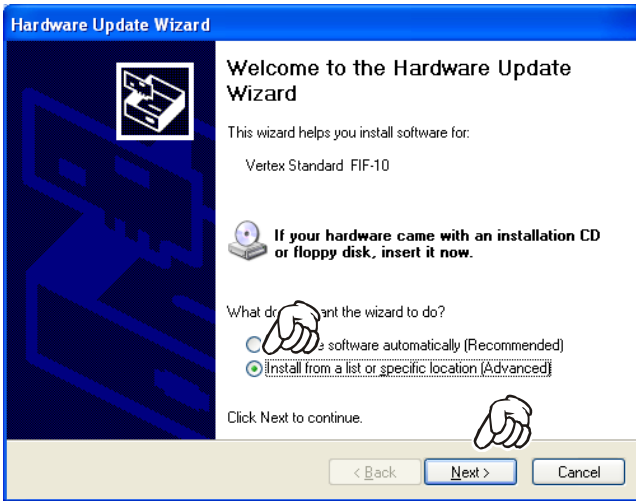 Hardware Update Wizard
Welcome to the Hardware Update
Wizard
This wizard helps you install software for:
Vertex Standard FIF-10
If your hardware came with an installation CD
or floppy disk, insert it now.
What ant the wizard to do?
software automatically (Recommended)
Install from a list or specific location (Advanced)
Click Next to continue.
< Back
Next >
Cancel